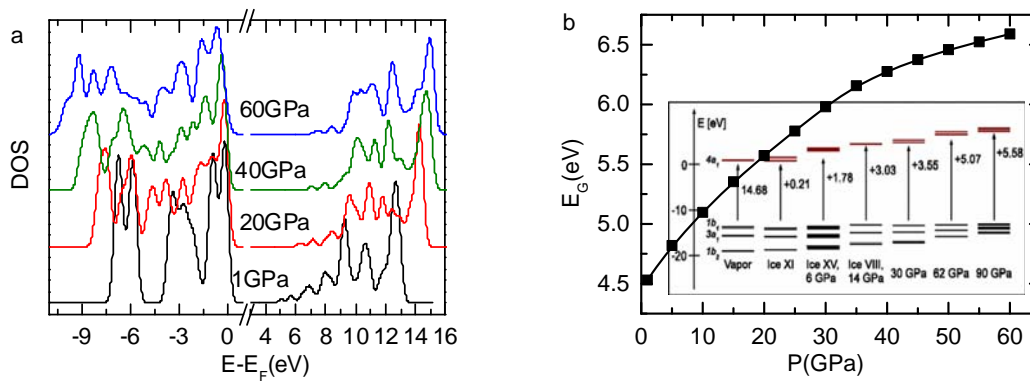 a
DOS
60GPa
40GPa
20GPa
1GPa
-9 -6 -3 0 4 6 8 10 12 14 16
E-E_F(eV)
b
E_G(eV)
6.5
6.0
5.5
5.0
4.5
0 10 20 30 40 50 60
P(GPa)
E [eV]
0
-10
-20
4a₁
1b₁
3a₁
1b₂
14.68 +0.21 +1.78 +3.03 +3.55 +5.07 +5.58
Vapor Ice XI Ice XV, 6 GPa Ice VIII, 14 GPa 30 GPa 62 GPa 90 GPa